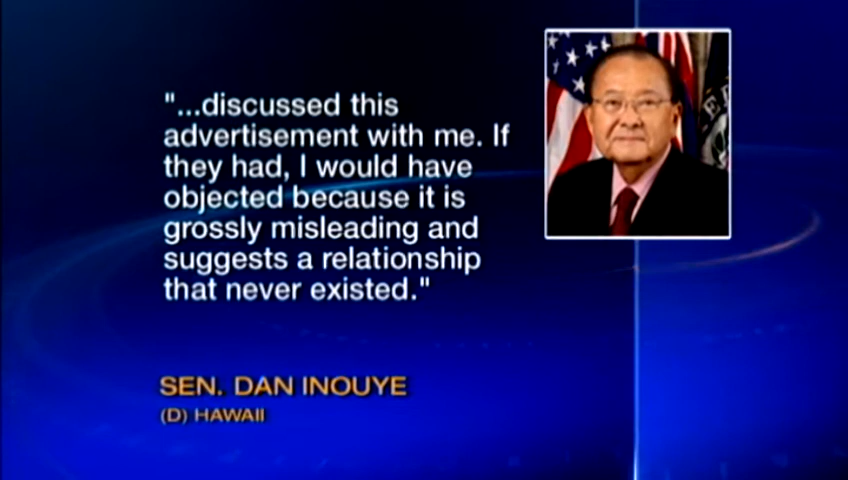 "...discussed this
advertisement with me. If
they had, I would have
objected because it is
grossly misleading and
suggests a relationship
that never existed."
SEN. DAN INOUYE
(D) HAWAII